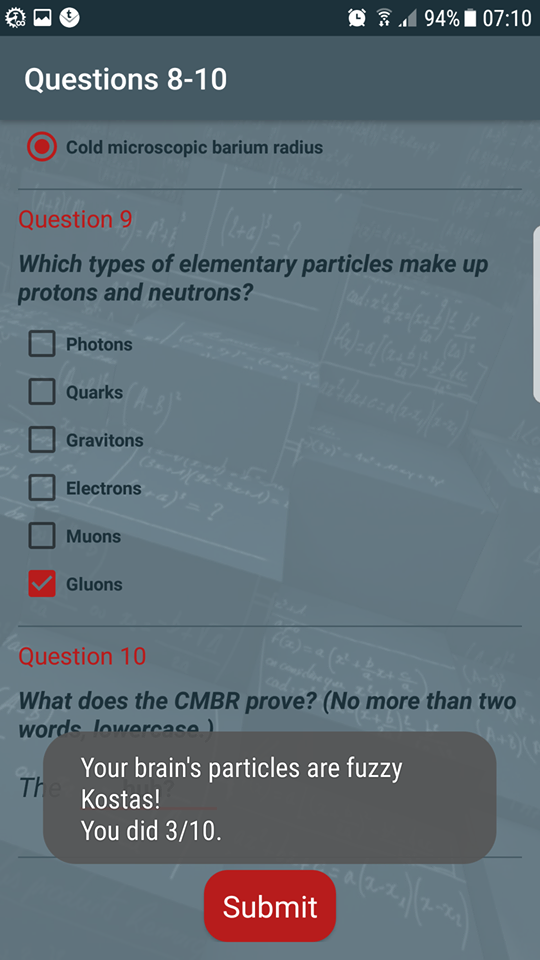 94% 07:10
Questions 8-10
Cold microscopic barium radius
Question 9
Which types of elementary particles make up
protons and neutrons?
Photons
Quarks
Gravitons
Electrons
Muons
Gluons
Question 10
What does the CMBR prove? (No more than two
words, lowercase.)
The
Your brain's particles are fuzzy
Kostas!
You did 3/10.
Submit